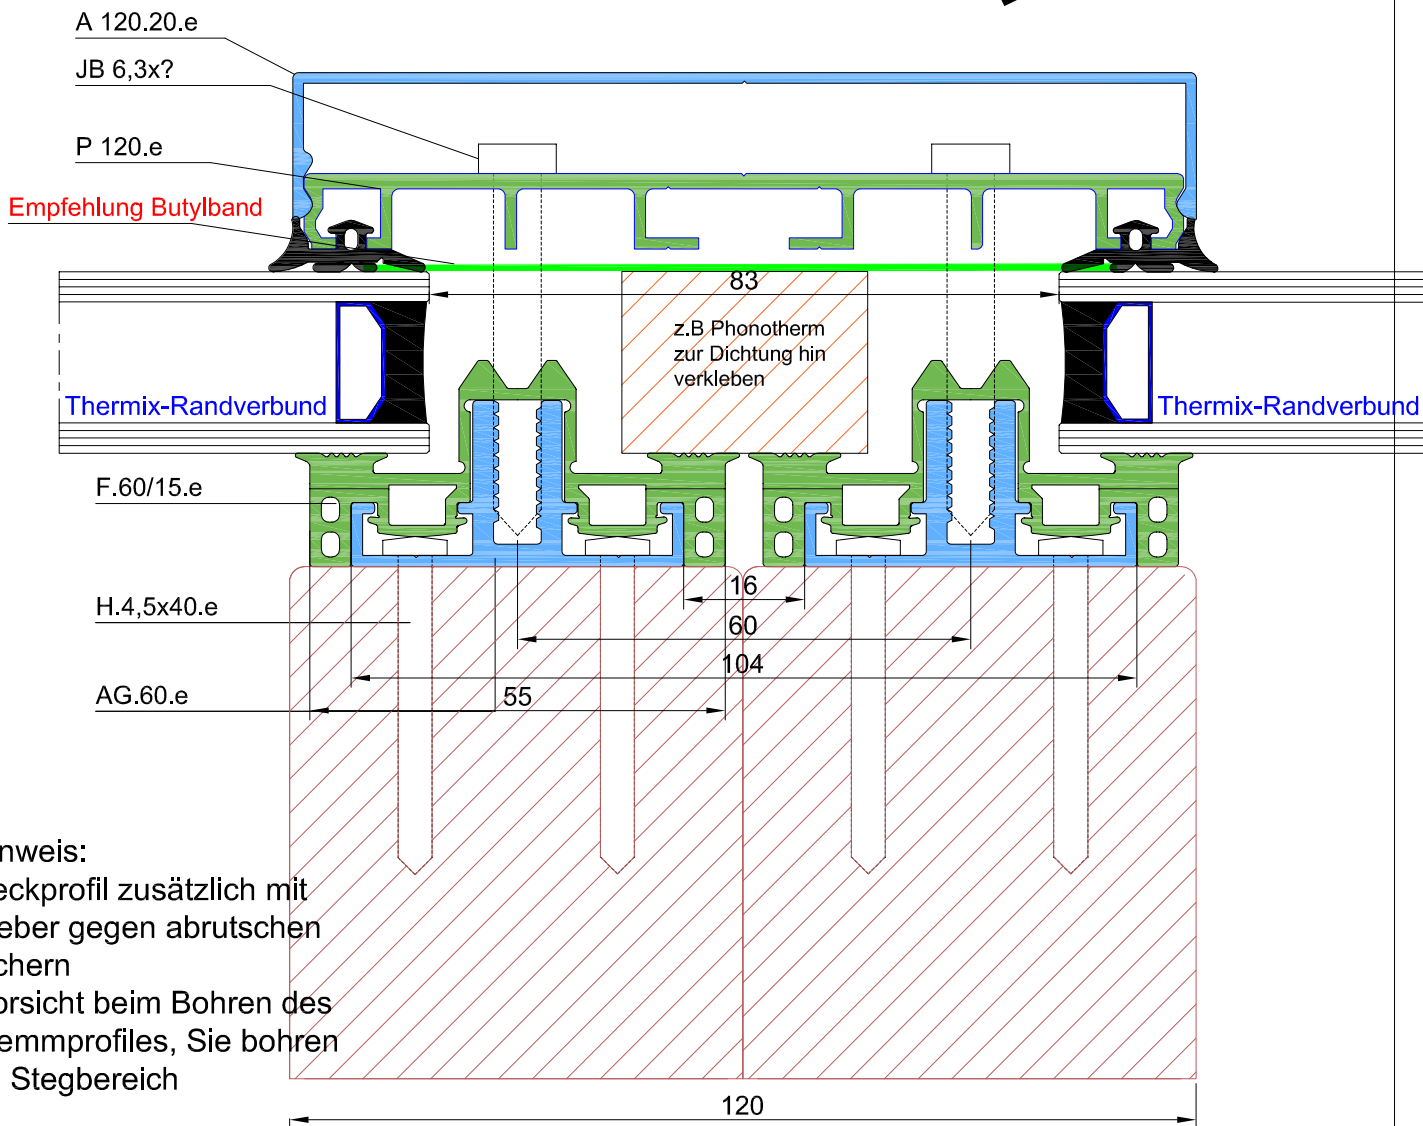 A 120.20.e
JB 6,3x?
P 120.e
Empfehlung Butylband
83
z.B Phonotherm
zur Dichtung hin
verkleben
Thermix-Randverbund
Thermix-Randverbund
F.60/15.e
H.4,5x40.e
16
60
104
AG.60.e
55
nweis:
eckprofil zusätzlich mit
eber gegen abrutschen
chern
orsicht beim Bohren des
emmprofiles, Sie bohren
Stegbereich
120